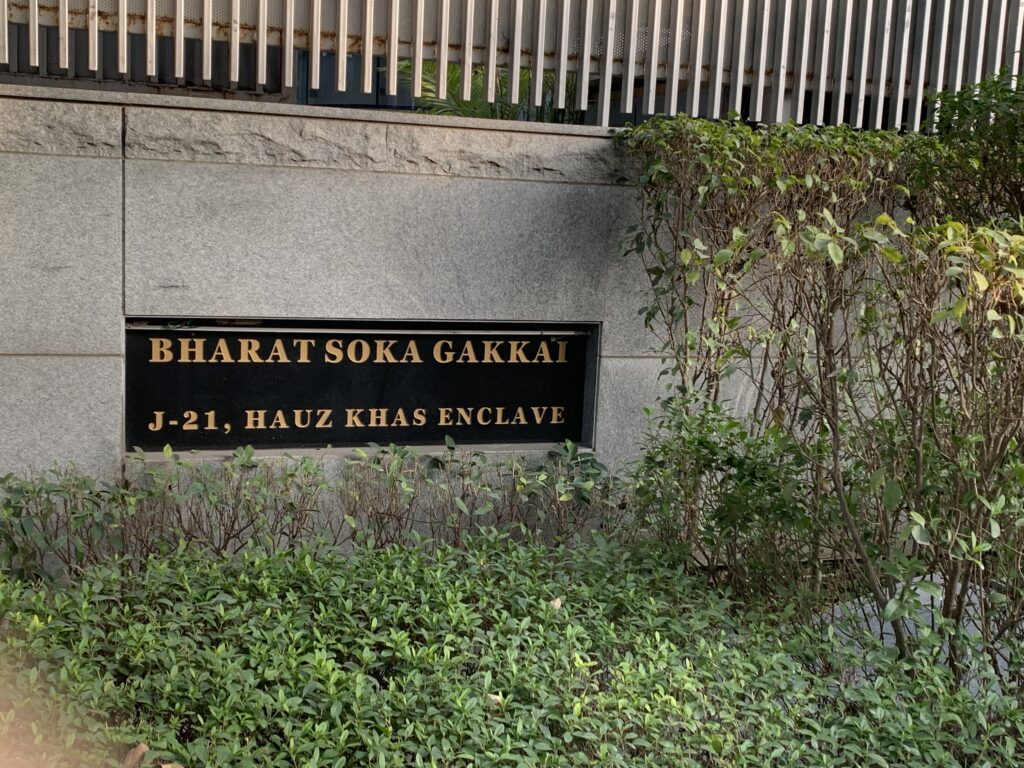 BHARAT SOKA GAKKAI
J-21, HAUZ KHAS ENCLAVE